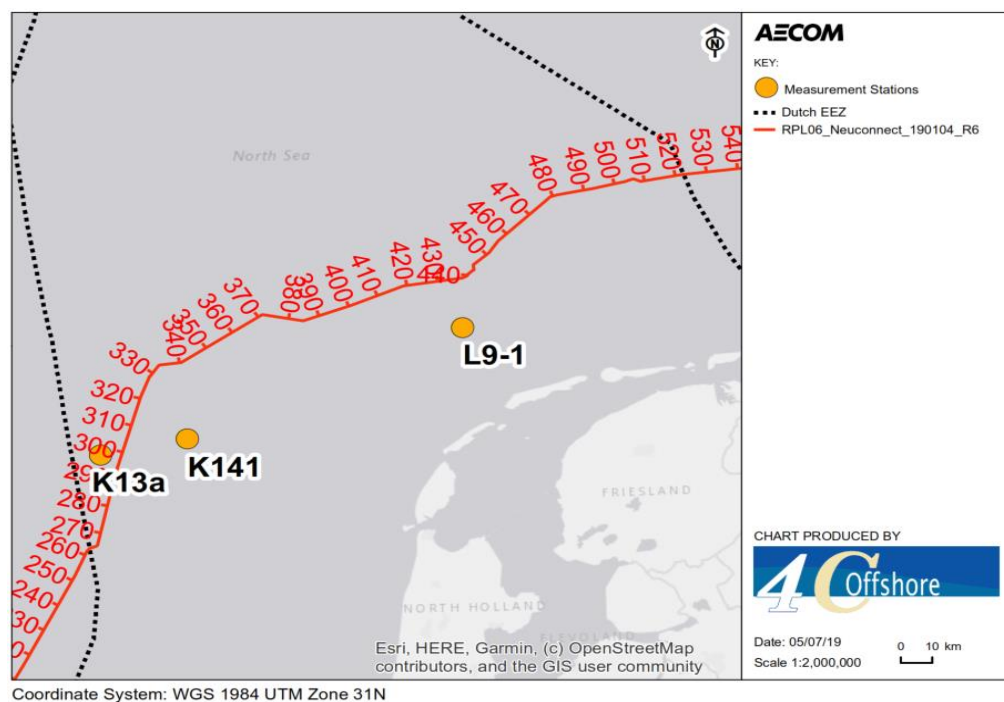 North Sea
540
530
520
510
500
490
480
470
460
450
440
430
420
410
400
390
380
370
360
350
340
330
320
310
300
280
270
260
250
240
L9-1
K141
K13a
FRIESLAND
NORTH HOLLAND
FLEVOLAND
Esri, HERE, Garmin, (c) OpenStreetMap
contributors, and the GIS user community
N
AECOM
KEY:
Measurement Stations
Dutch EEZ
RPL06_Neuconnect_190104_R6
CHART PRODUCED BY
4C Offshore
Date: 05/07/19
0 10 km
Scale 1:2,000,000
Coordinate System: WGS 1984 UTM Zone 31N